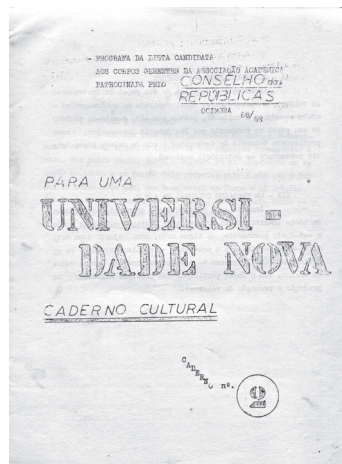 - PROGRAMA DA LISTA CANDIDATA
AOS CORPOS GERENTES DA ASSOCIAÇÃO ACADÉMICA
PATROCINADA PELO CONSELHO das
REPÚBLICAS
COIMBRA 68/69
PARA UMA
UNIVERSI-
DADE NOVA
CADERNO CULTURAL
CADERNO nº. 2